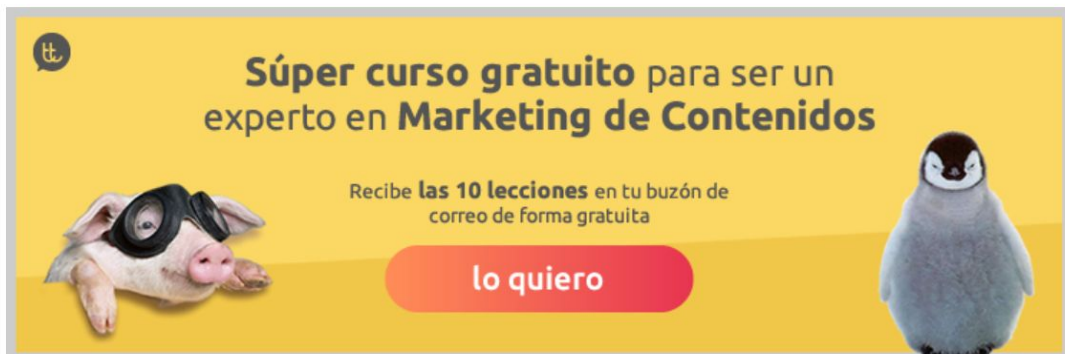 tt
Súper curso gratuito para ser un
experto en Marketing de Contenidos
Recibe las 10 lecciones en tu buzón de
correo de forma gratuita
lo quiero